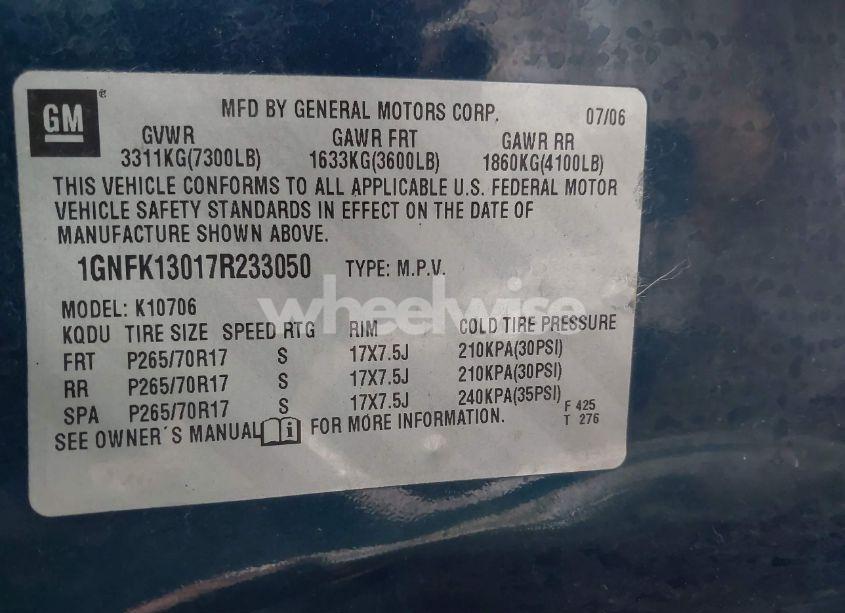 GM
MFD BY GENERAL MOTORS CORP. 07/06
GVWR GAWR FRT GAWR RR
3311KG(7300LB) 1633KG(3600LB) 1860KG(4100LB)
THIS VEHICLE CONFORMS TO ALL APPLICABLE U.S. FEDERAL MOTOR
VEHICLE SAFETY STANDARDS IN EFFECT ON THE DATE OF
MANUFACTURE SHOWN ABOVE.
1GNFK13017R233050 TYPE: M.P.V.
wheelwise
MODEL: K10706
KQDU TIRE SIZE SPEED RTG RIM COLD TIRE PRESSURE
FRT P265/70R17 S 17X7.5J 210KPA(30PSI)
RR P265/70R17 S 17X7.5J 210KPA(30PSI)
SPA P265/70R17 S 17X7.5J 240KPA(35PSI)
F 425
T 276
SEE OWNER´S MANUAL i FOR MORE INFORMATION.